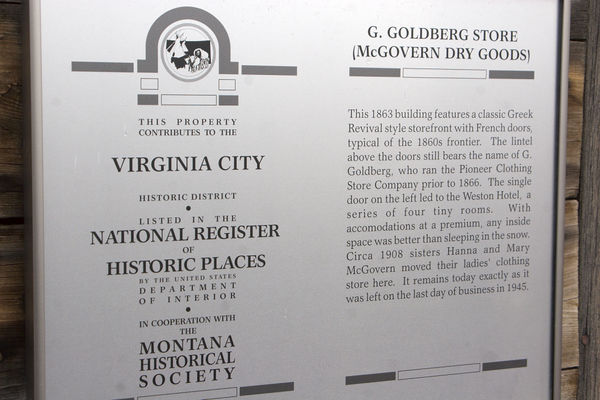 THIS PROPERTY
CONTRIBUTES TO THE
VIRGINIA CITY
HISTORIC DISTRICT
LISTED IN THE
NATIONAL REGISTER
OF
HISTORIC PLACES
BY THE UNITED STATES
DEPARTMENT
OF INTERIOR
IN COOPERATION WITH
THE
MONTANA
HISTORICAL
SOCIETY
G. GOLDBERG STORE
(McGOVERN DRY GOODS)
This 1863 building features a classic Greek
Revival style storefront with French doors,
typical of the 1860s frontier. The lintel
above the doors still bears the name of G.
Goldberg, who ran the Pioneer Clothing
Store Company prior to 1866. The single
door on the left led to the Weston Hotel, a
series of four tiny rooms. With
accomodations at a premium, any inside
space was better than sleeping in the snow.
Circa 1908 sisters Hanna and Mary
McGovern moved their ladies' clothing
store here. It remains today exactly as it
was left on the last day of business in 1945.